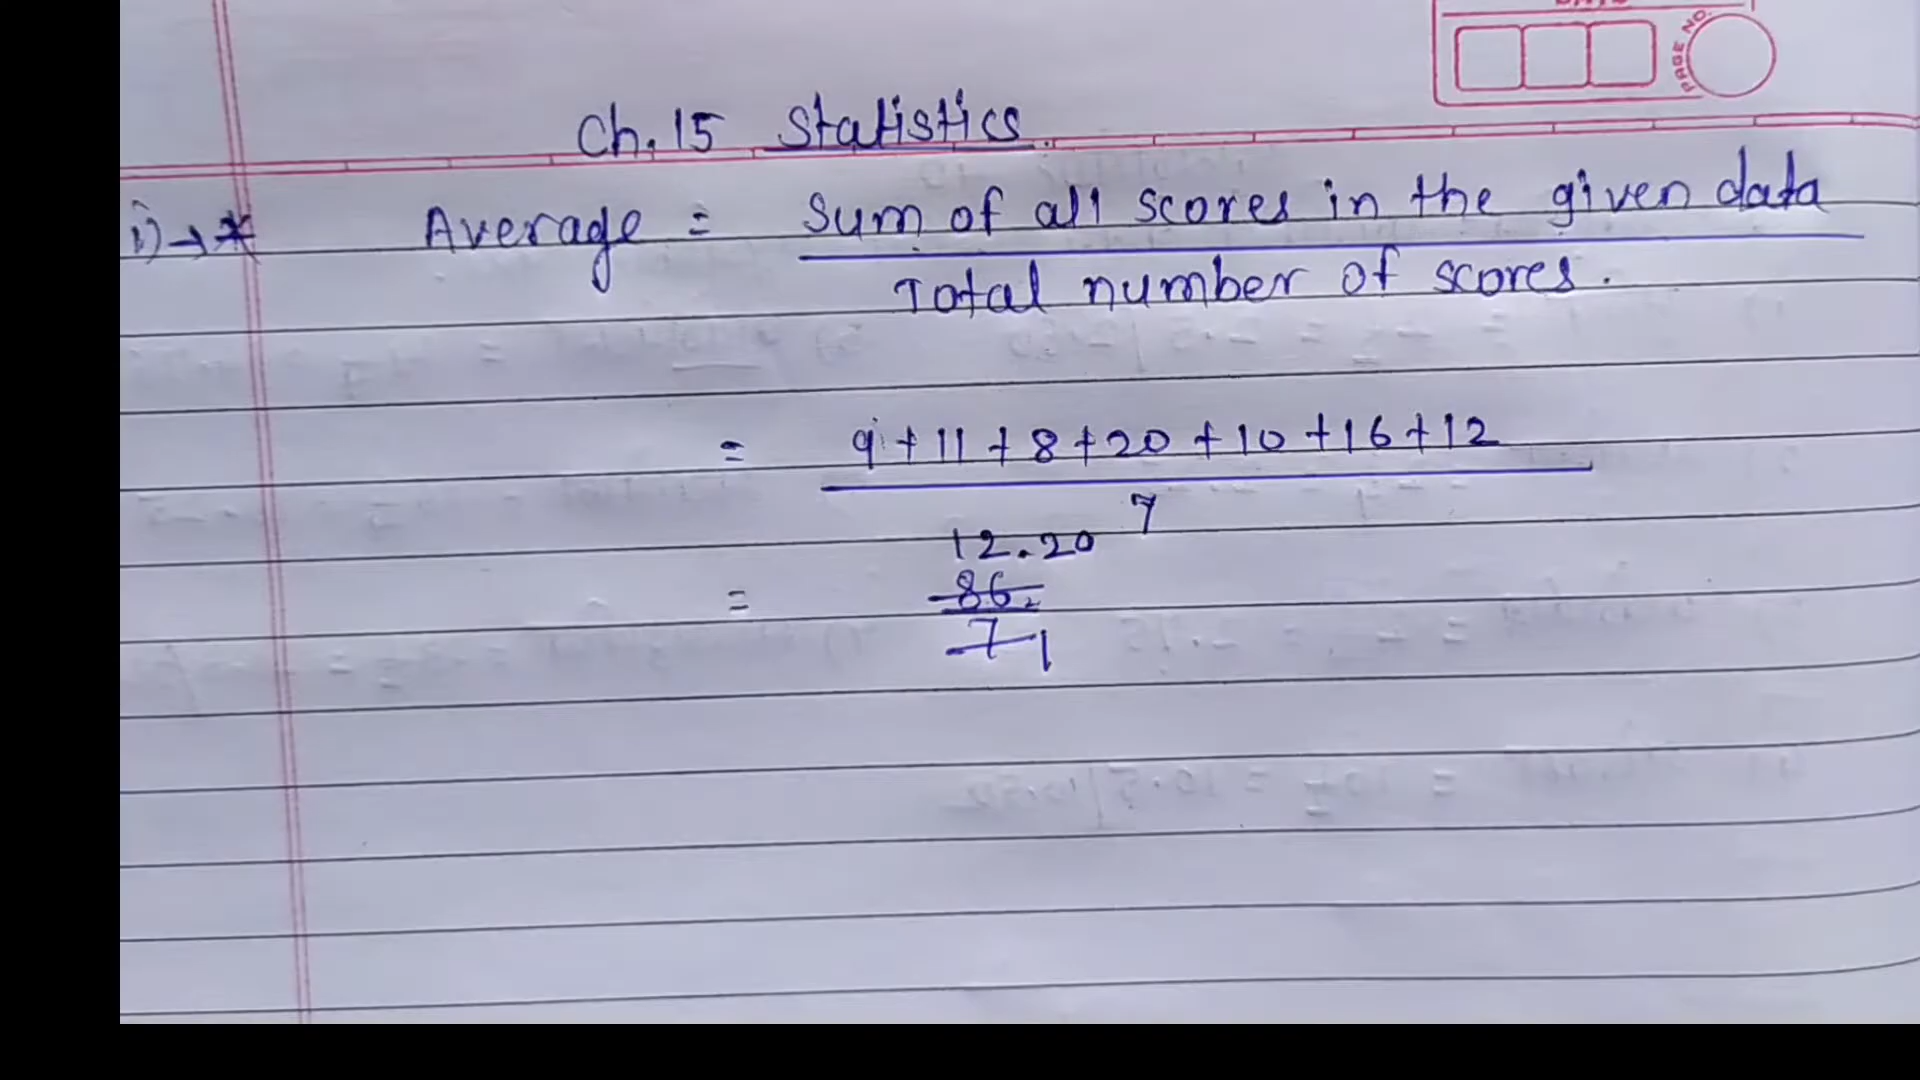 PAGE NO.
Ch. 15 Statistics.
i) → * Average = Sum of all scores in the given data
Total number of scores.
= 9 + 11 + 8 + 20 + 10 + 16 + 12
7
12.20
= 86
7 1